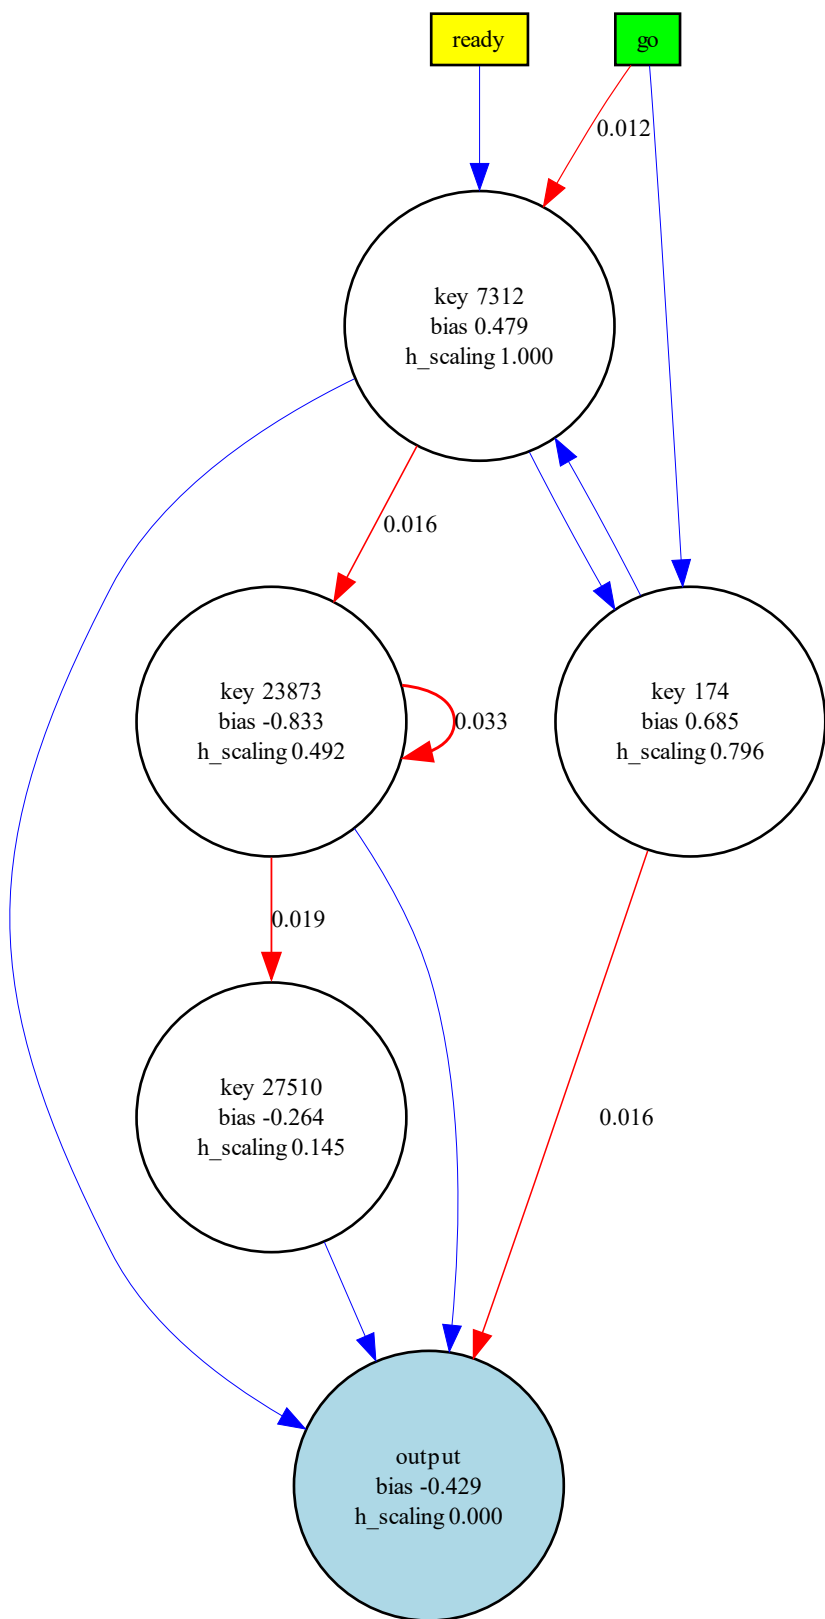 ready
go
0.012
key 7312
bias 0.479
h_scaling 1.000
0.016
key 23873
bias -0.833
h_scaling 0.492
0.033
key 174
bias 0.685
h_scaling 0.796
0.019
key 27510
bias -0.264
h_scaling 0.145
0.016
output
bias -0.429
h_scaling 0.000